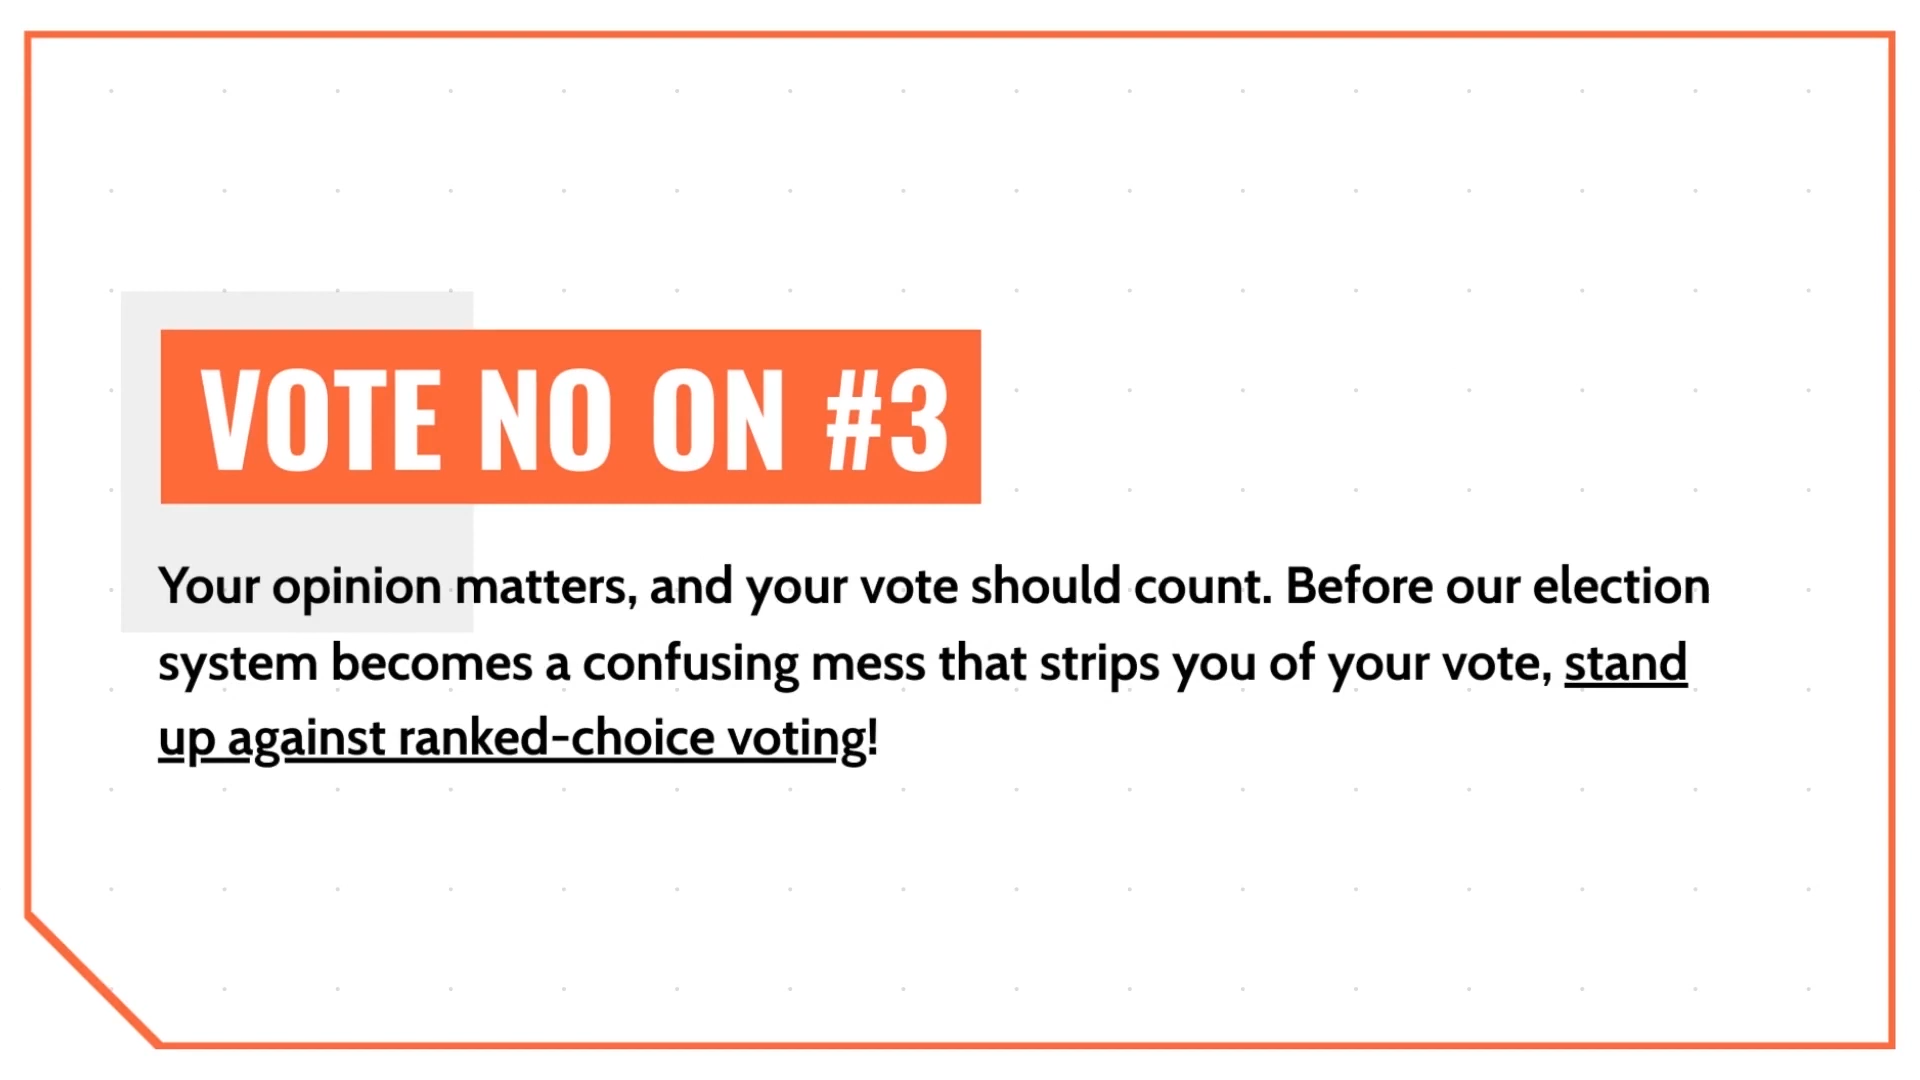 VOTE NO ON #3
Your opinion matters, and your vote should count. Before our election
system becomes a confusing mess that strips you of your vote, stand
up against ranked-choice voting!